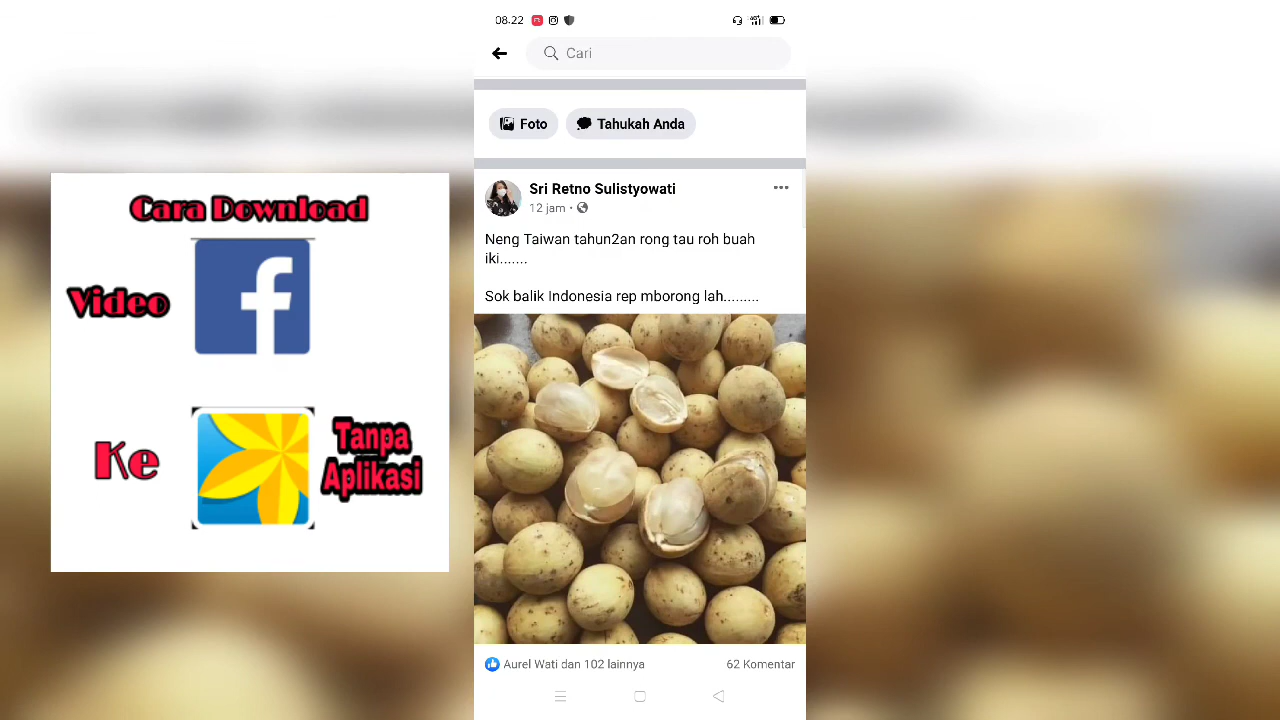 Cara Download
Video
Ke
Tanpa
Aplikasi
08.22
Cari
Foto
Tahukah Anda
Sri Retno Sulistyowati
12 jam
Neng Taiwan tahun2an rong tau roh buah
iki.......
Sok balik Indonesia rep mborong lah.........
Aurel Wati dan 102 lainnya
62 Komentar